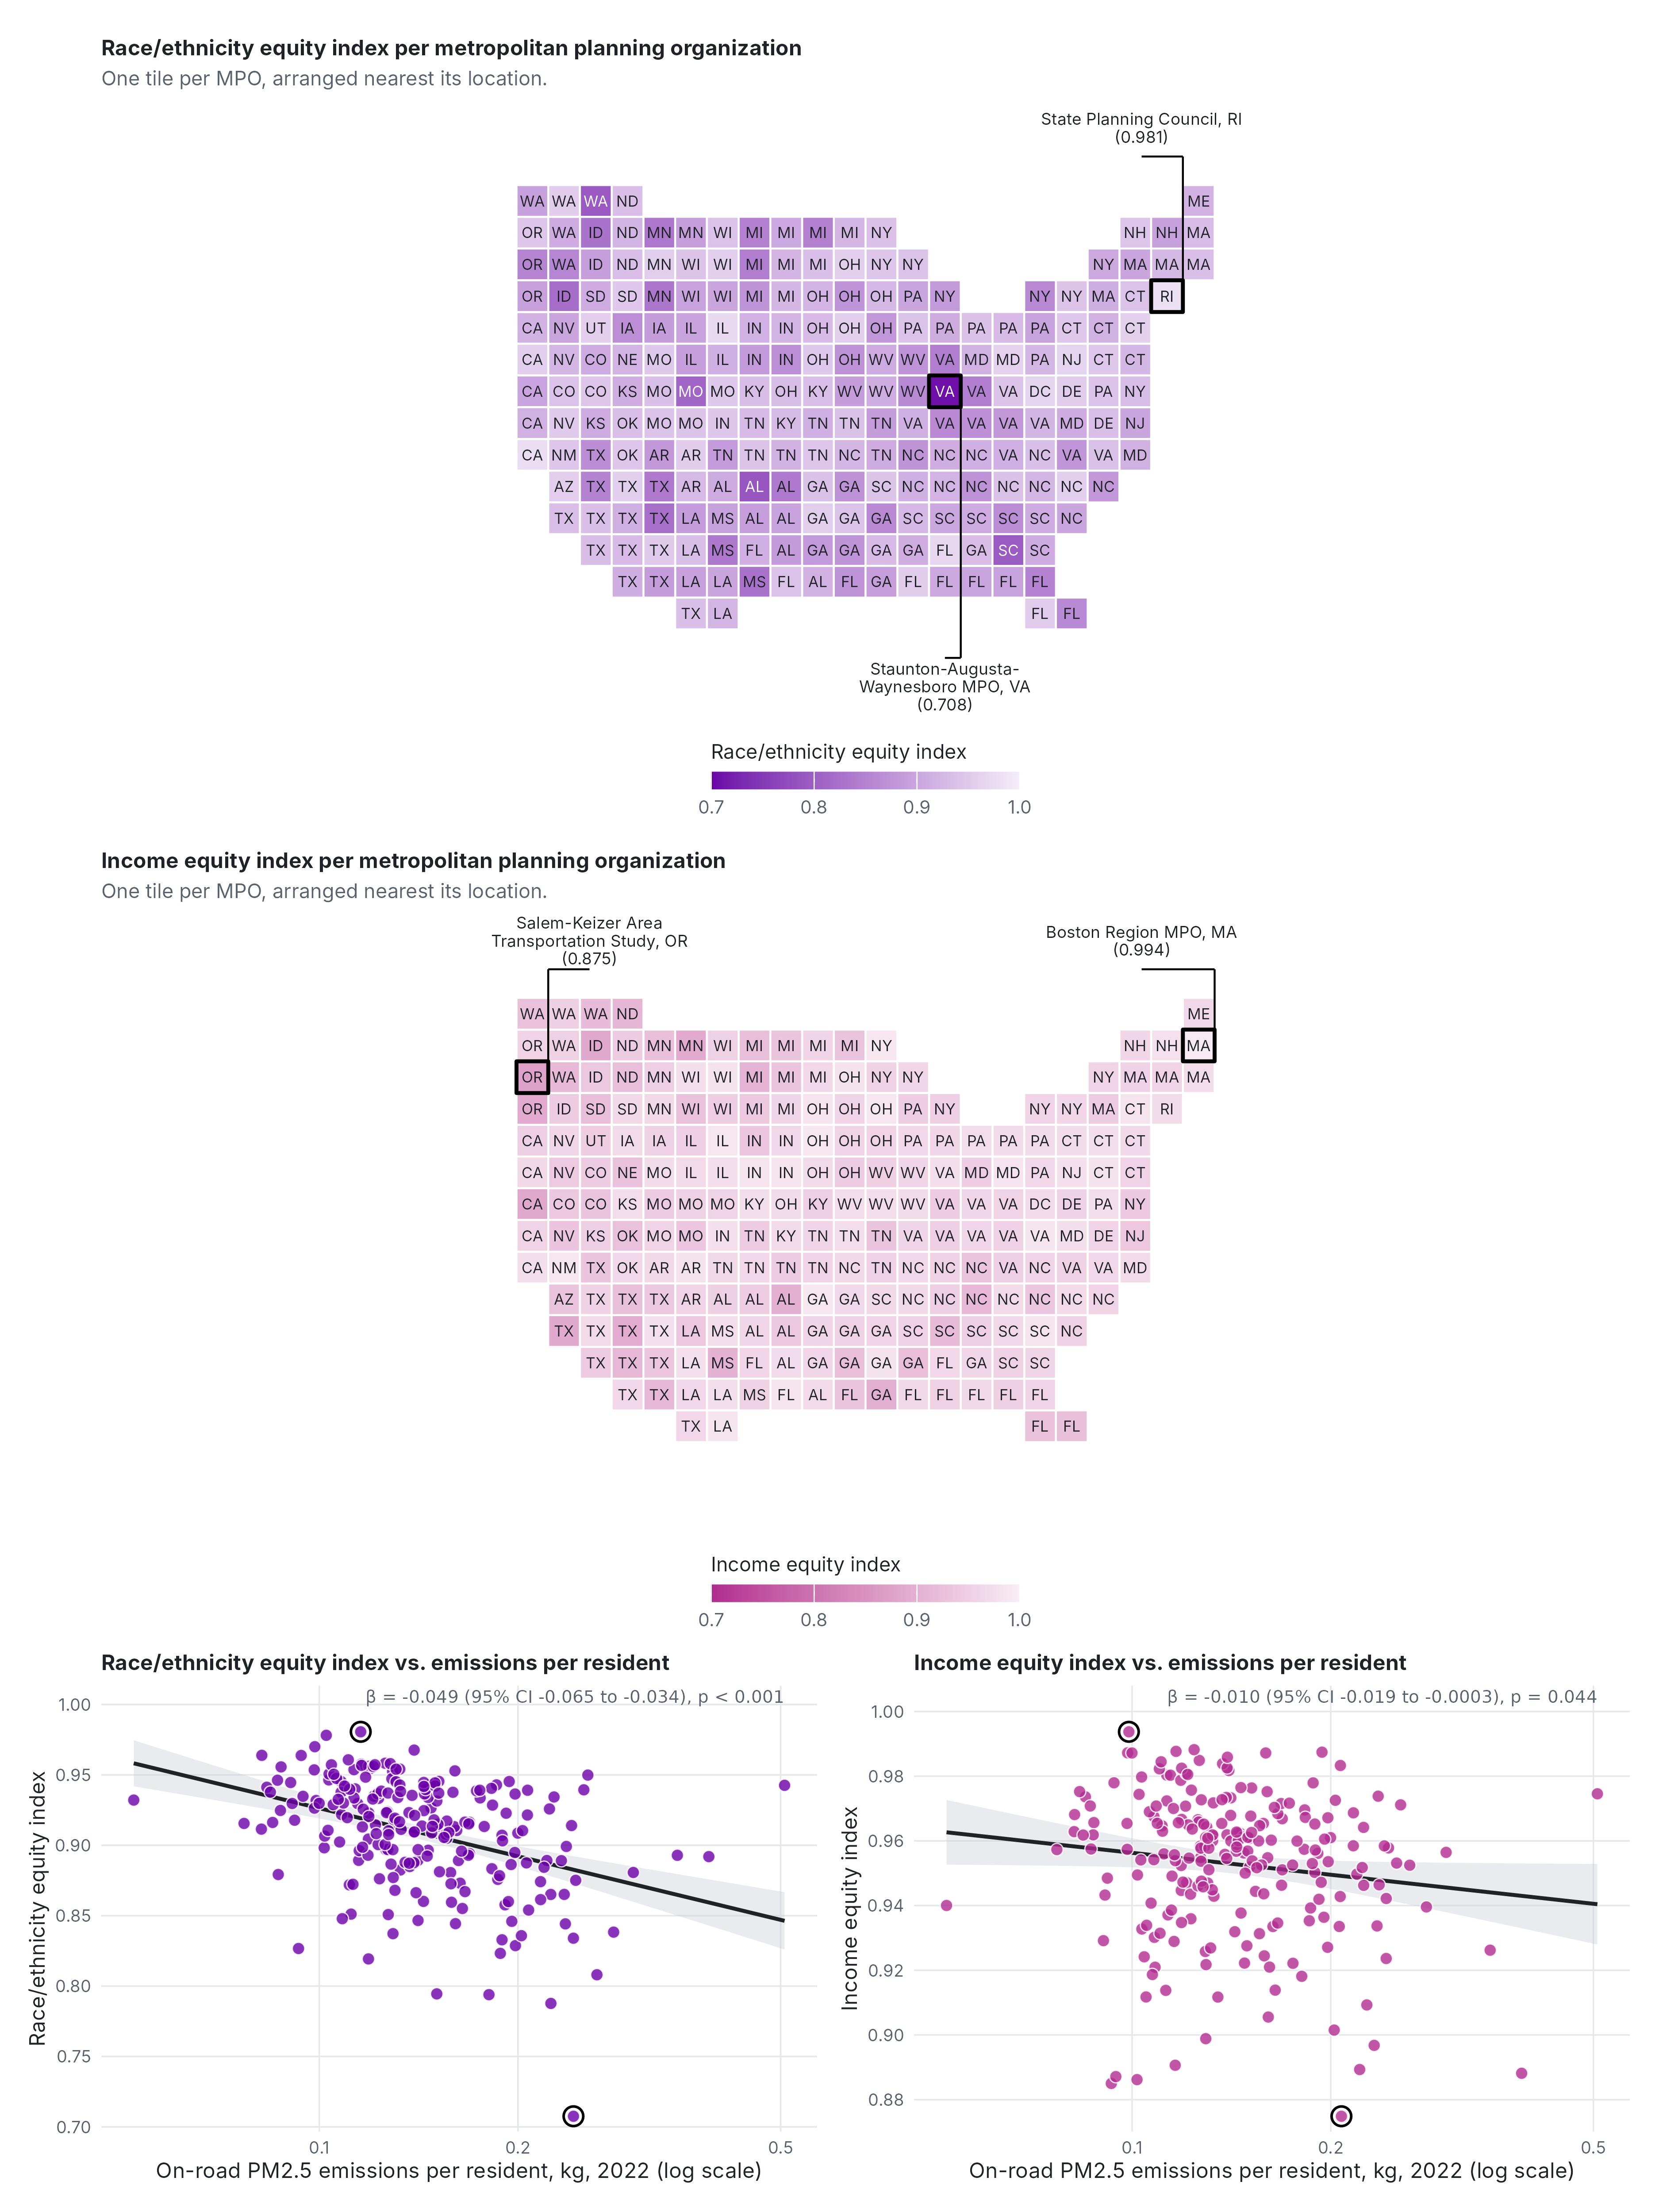 Race/ethnicity equity index per metropolitan planning organization
One tile per MPO, arranged nearest its location.
State Planning Council, RI
(0.981)
WA WA WA ND ME
OR WA ID ND MN MN WI MI MI MI MI NY NH NH MA
OR WA ID ND MN WI WI MI MI MI OH NY NY NY MA MA MA
OR ID SD SD MN WI WI MI MI OH OH OH PA NY NY NY MA CT RI
CA NV UT IA IA IL IL IN IN OH OH OH PA PA PA PA PA CT CT CT
CA NV CO NE MO IL IL IN IN OH OH WV WV VA MD MD PA NJ CT CT
CA CO CO KS MO MO MO KY OH KY WV WV WV VA VA VA DC DE PA NY
CA NV KS OK MO MO IN TN KY TN TN TN VA VA VA VA VA MD DE NJ
CA NM TX OK AR AR TN TN TN TN NC TN NC NC NC VA NC VA VA MD
AZ TX TX TX AR AL AL AL GA GA SC NC NC NC NC NC NC NC
TX TX TX TX LA MS AL AL GA GA GA SC SC SC SC SC NC
TX TX TX LA MS FL AL GA GA GA GA FL GA SC SC
TX TX LA LA MS FL AL FL GA FL FL FL FL FL
TX LA FL FL
Staunton-Augusta-
Waynesboro MPO, VA
(0.708)
Race/ethnicity equity index
0.7 0.8 0.9 1.0
Income equity index per metropolitan planning organization
One tile per MPO, arranged nearest its location.
Salem-Keizer Area
Transportation Study, OR
(0.875)
Boston Region MPO, MA
(0.994)
WA WA WA ND ME
OR WA ID ND MN MN WI MI MI MI MI NY NH NH MA
OR WA ID ND MN WI WI MI MI MI OH NY NY NY MA MA MA
OR ID SD SD MN WI WI MI MI OH OH OH PA NY NY NY MA CT RI
CA NV UT IA IA IL IL IN IN OH OH OH PA PA PA PA PA CT CT CT
CA NV CO NE MO IL IL IN IN OH OH WV WV VA MD MD PA NJ CT CT
CA CO CO KS MO MO MO KY OH KY WV WV WV VA VA VA DC DE PA NY
CA NV KS OK MO MO IN TN KY TN TN TN VA VA VA VA VA MD DE NJ
CA NM TX OK AR AR TN TN TN TN NC TN NC NC NC VA NC VA VA MD
AZ TX TX TX AR AL AL AL GA GA SC NC NC NC NC NC NC NC
TX TX TX TX LA MS AL AL GA GA GA SC SC SC SC SC NC
TX TX TX LA MS FL AL GA GA GA GA FL GA SC SC
TX TX LA LA MS FL AL FL GA FL FL FL FL FL
TX LA FL FL
Income equity index
0.7 0.8 0.9 1.0
Race/ethnicity equity index vs. emissions per resident
β = -0.049 (95% CI -0.065 to -0.034), p < 0.001
Race/ethnicity equity index
1.00
0.95
0.90
0.85
0.80
0.75
0.70
0.1 0.2 0.5
On-road PM2.5 emissions per resident, kg, 2022 (log scale)
Income equity index vs. emissions per resident
β = -0.010 (95% CI -0.019 to -0.0003), p = 0.044
Income equity index
1.00
0.98
0.96
0.94
0.92
0.90
0.88
0.1 0.2 0.5
On-road PM2.5 emissions per resident, kg, 2022 (log scale)